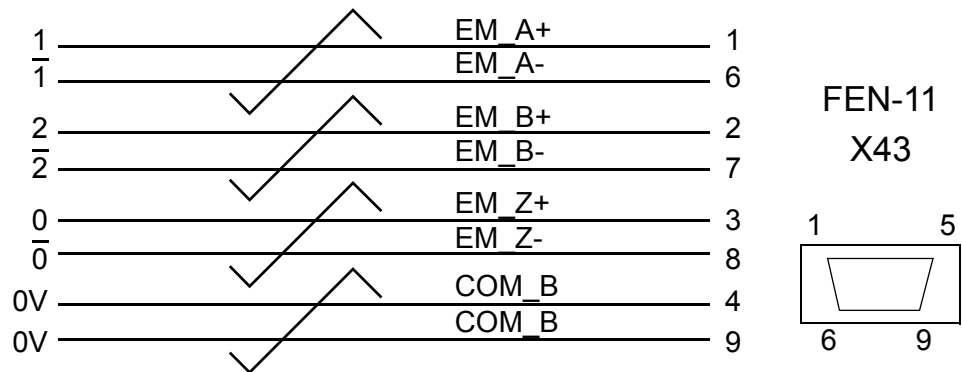 1 EM_A+ 1
1̅ EM_A- 6
2 EM_B+ 2
2̅ EM_B- 7
0 EM_Z+ 3
0̅ EM_Z- 8
0V COM_B 4
0V COM_B 9
FEN-11
X43
1 5
6 9